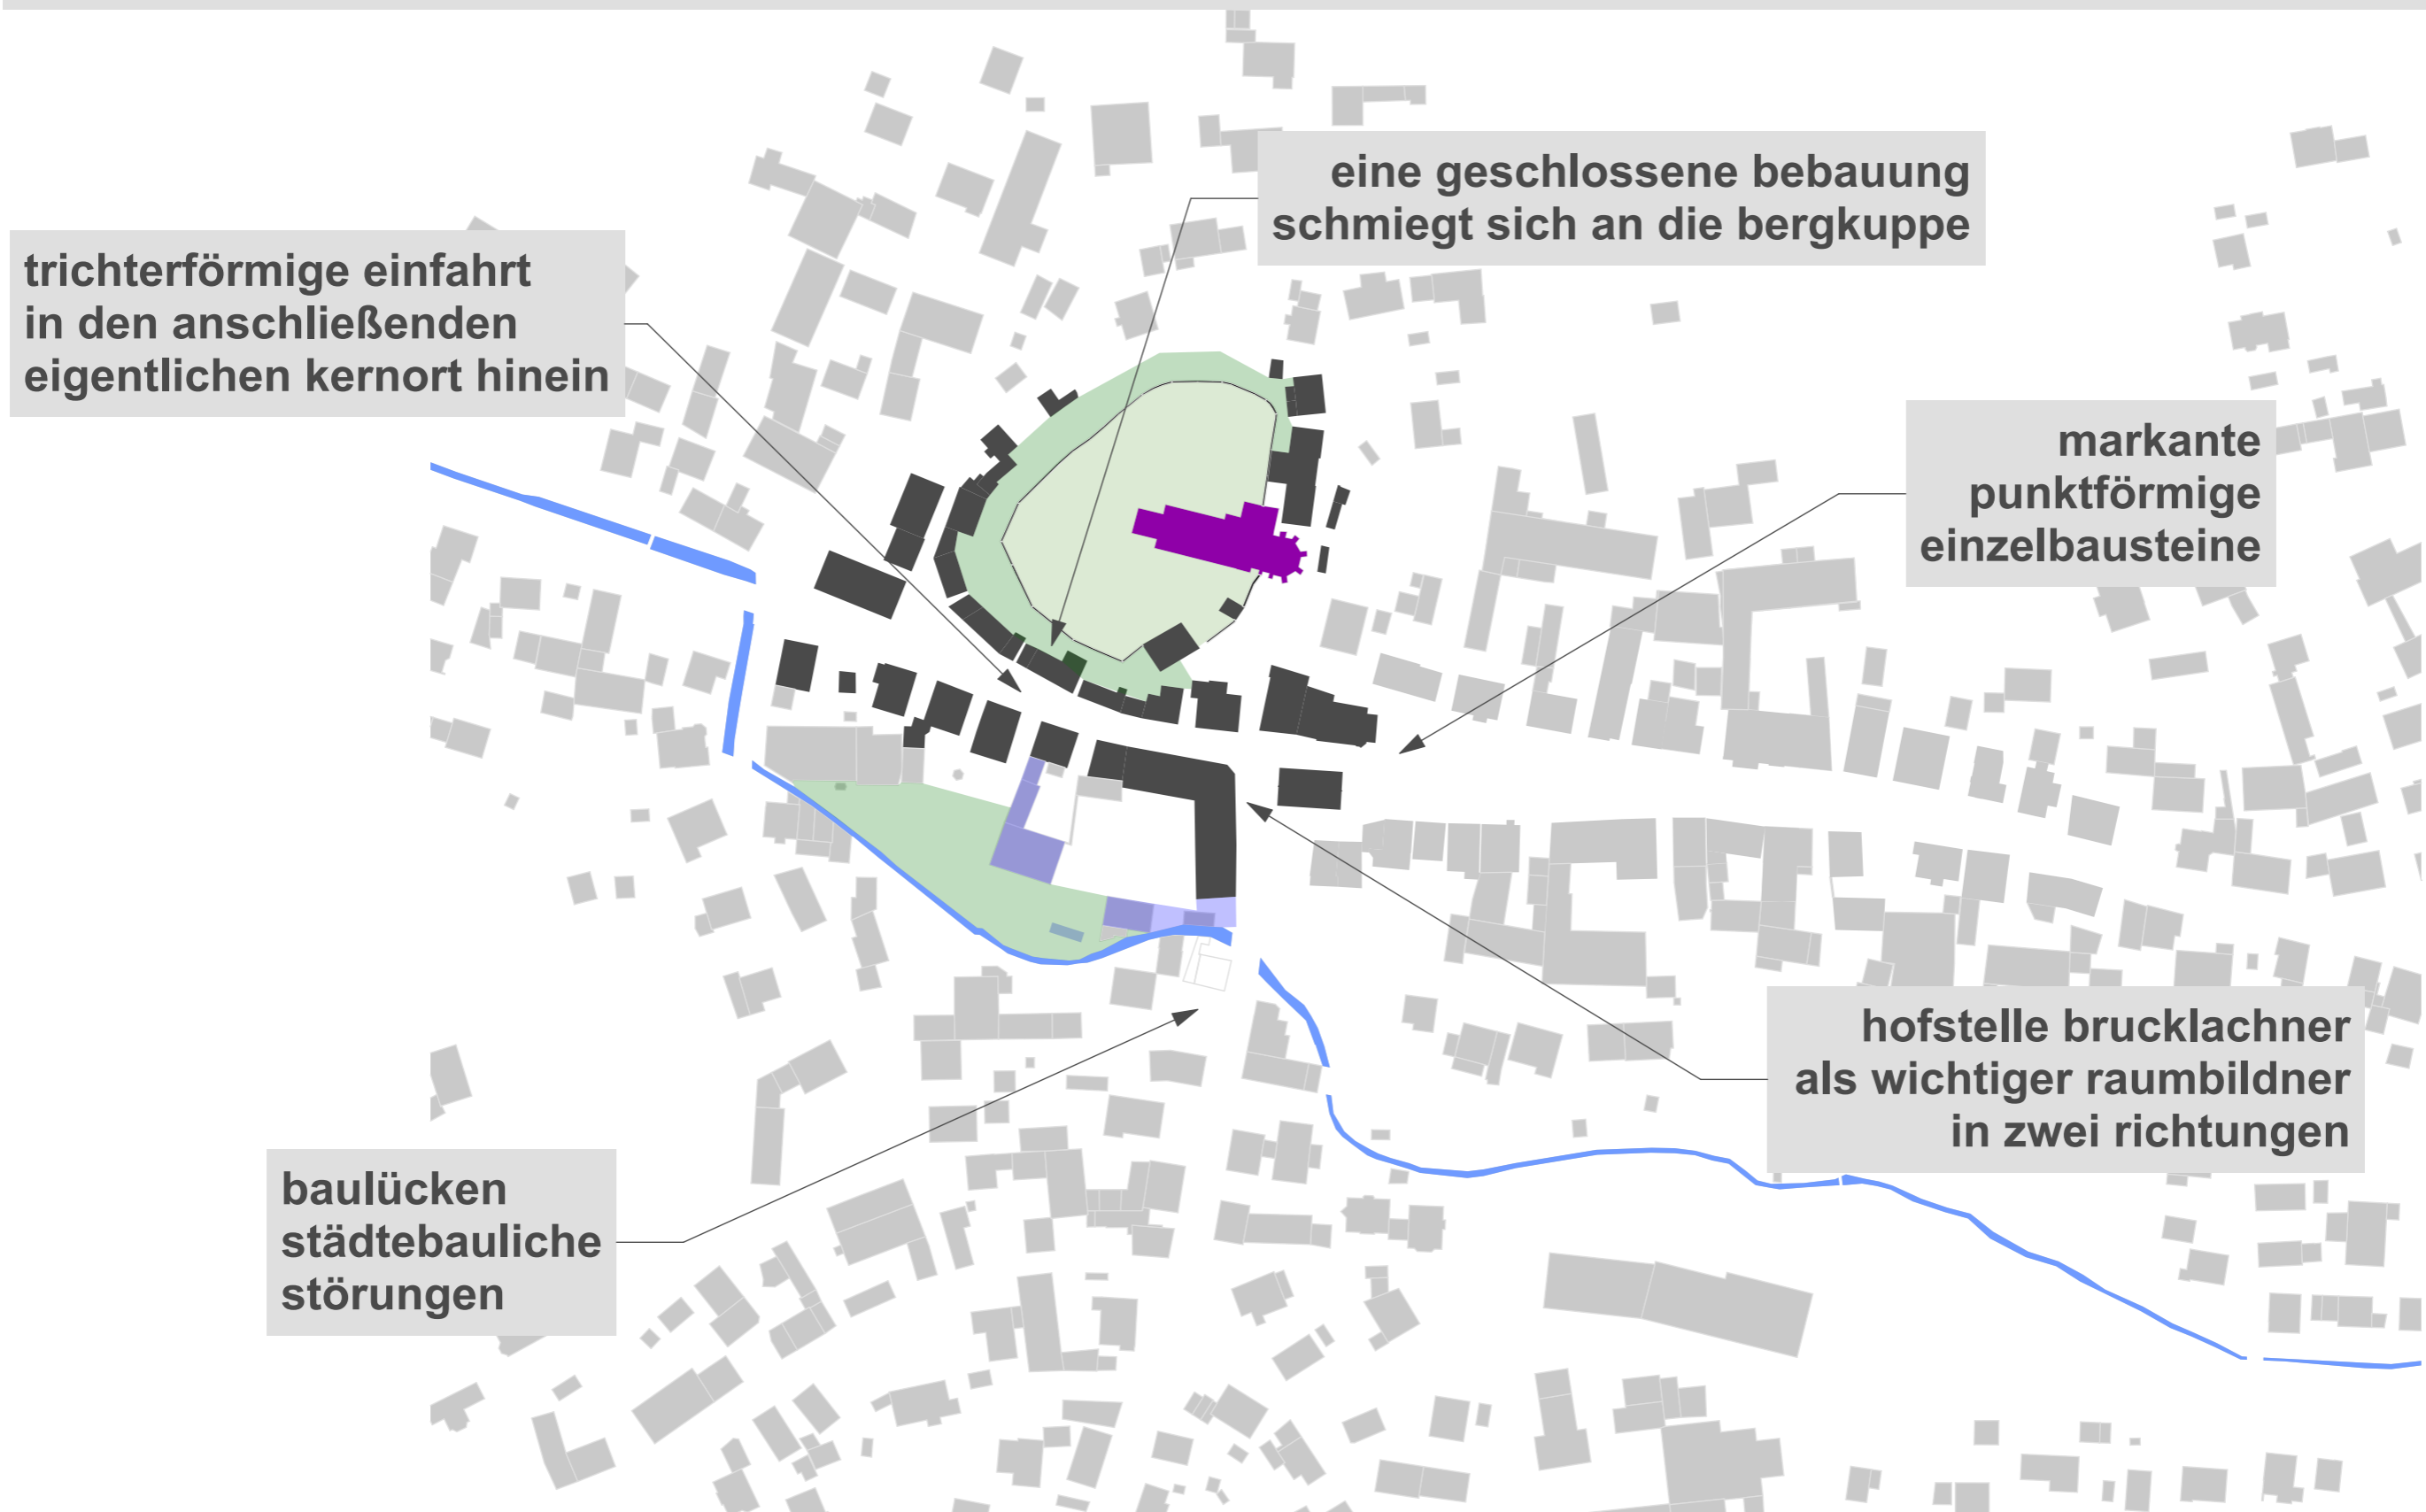 eine geschlossene bebauung
schmiegt sich an die bergkuppe
trichterförmige einfahrt
in den anschließenden
eigentlichen kernort hinein
markante
punktförmige
einzelbausteine
hofstelle brucklachner
als wichtiger raumbildner
in zwei richtungen
baulücken
städtebauliche
störungen